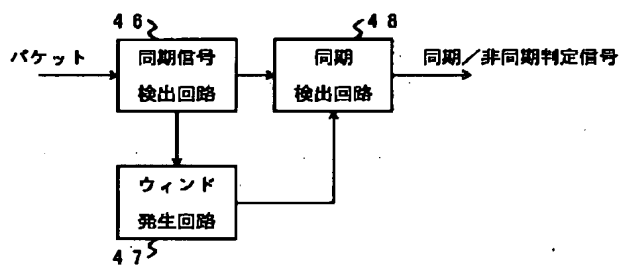 46
48
パケット
同期信号
検出回路
同期
検出回路
同期／非同期判定信号
ウィンド
発生回路
47